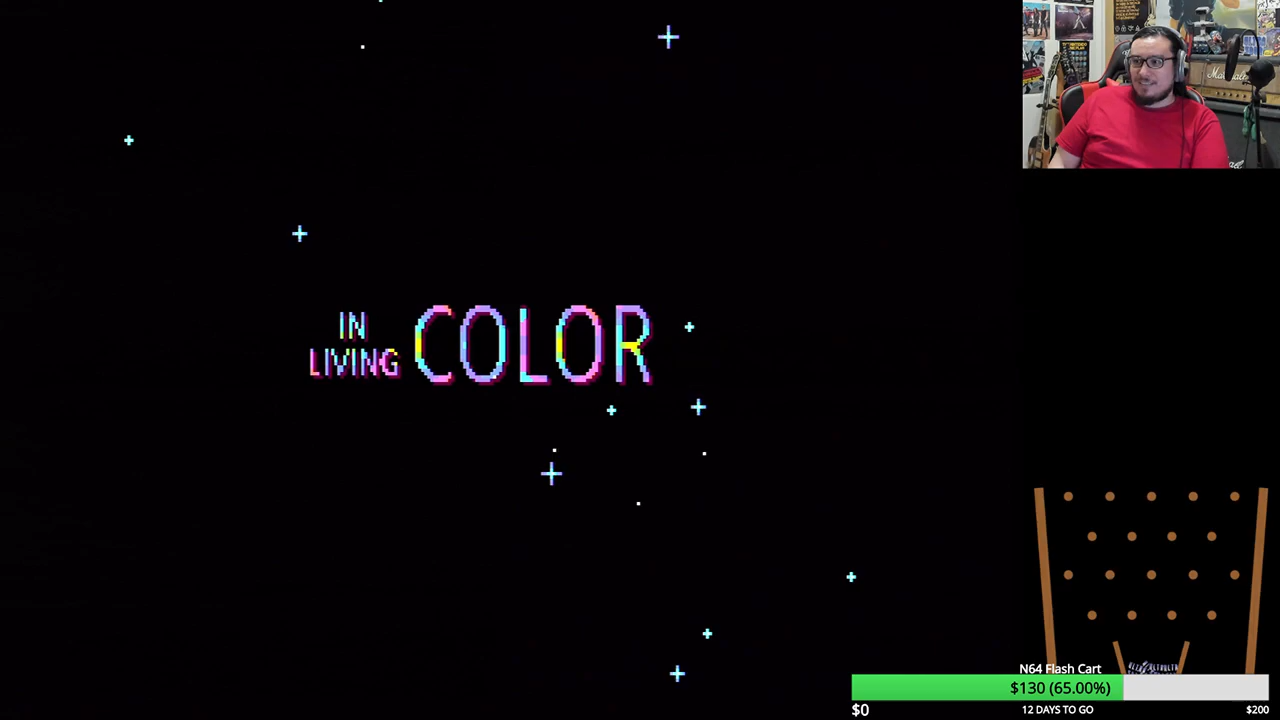 IN
LIVING COLOR
N64 Flash Cart
$130 (65.00%)
$0 12 DAYS TO GO $200